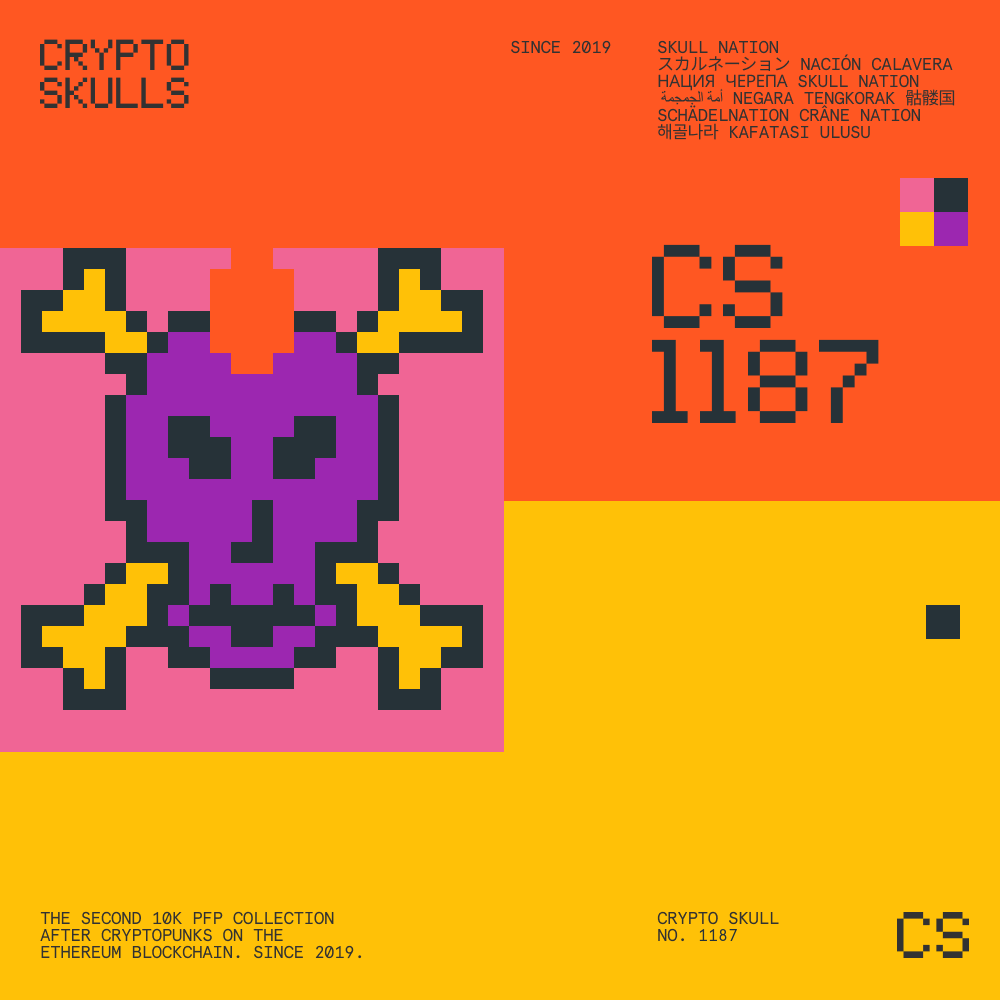 CRYPTO
SKULLS
SINCE 2019
SKULL NATION
スカルネーション NACIÓN CALAVERA
НАЦИЯ ЧЕРЕПА SKULL NATION
أمة الجمجمة NEGARA TENGKORAK 骷髅国
SCHÄDELNATION CRÂNE NATION
해골나라 KAFATASI ULUSU
CS
1187
THE SECOND 10K PFP COLLECTION
AFTER CRYPTOPUNKS ON THE
ETHEREUM BLOCKCHAIN. SINCE 2019.
CRYPTO SKULL
NO. 1187
CS